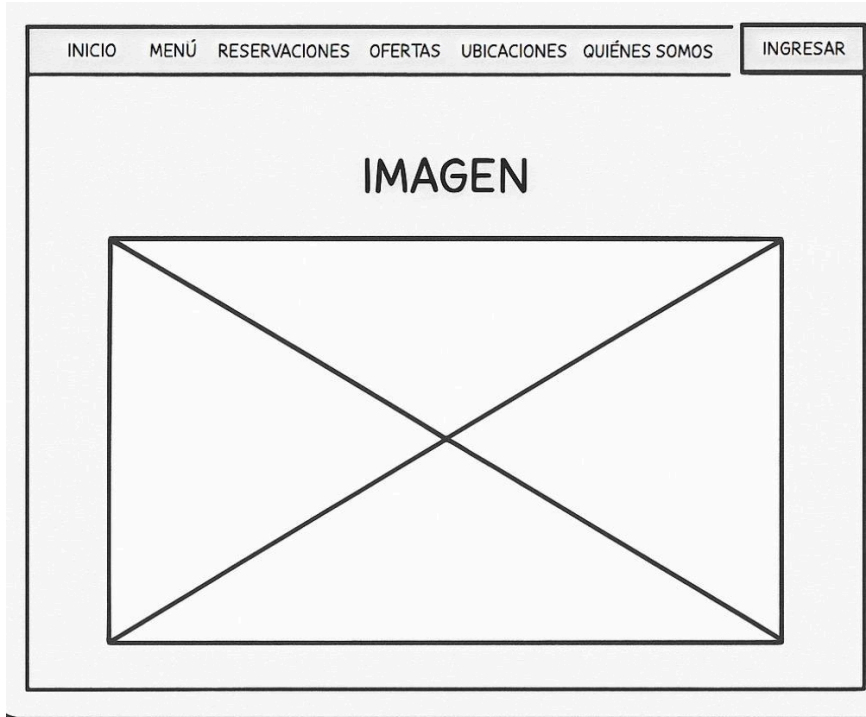 INICIO MENÚ RESERVACIONES OFERTAS UBICACIONES QUIÉNES SOMOS INGRESAR
IMAGEN